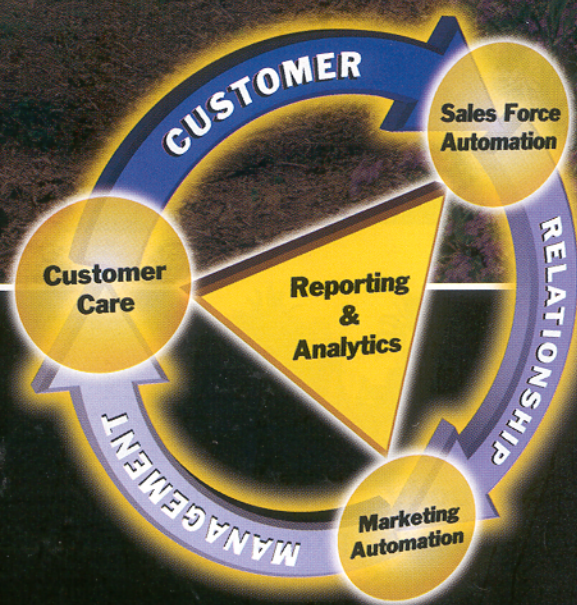 CUSTOMER
Sales Force
Automation
RELATIONSHIP
Customer
Care
Reporting
&
Analytics
MANAGEMENT
Marketing
Automation